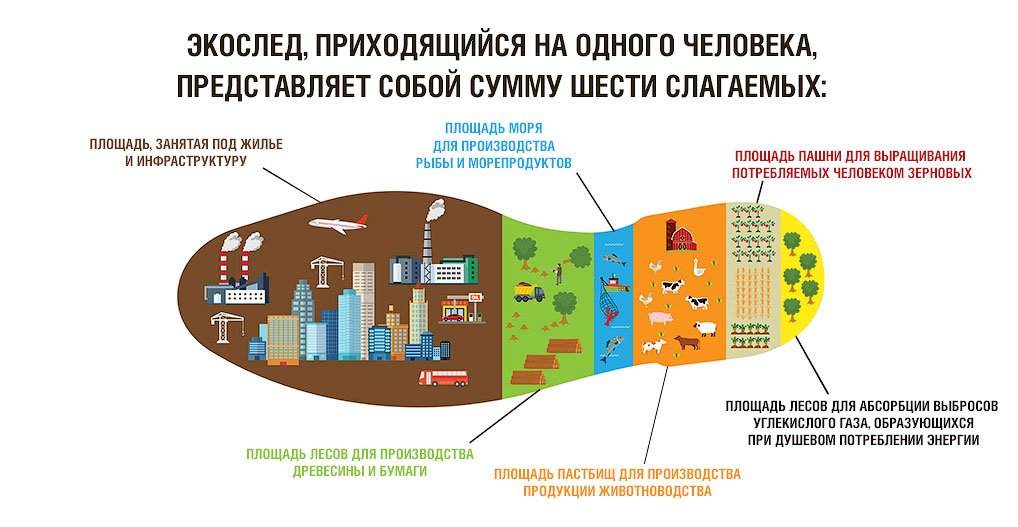 ЭКОСЛЕД, ПРИХОДЯЩИЙСЯ НА ОДНОГО ЧЕЛОВЕКА,
ПРЕДСТАВЛЯЕТ СОБОЙ СУММУ ШЕСТИ СЛАГАЕМЫХ:
ПЛОЩАДЬ, ЗАНЯТАЯ ПОД ЖИЛЬЕ
И ИНФРАСТРУКТУРУ
ПЛОЩАДЬ МОРЯ
ДЛЯ ПРОИЗВОДСТВА
РЫБЫ И МОРЕПРОДУКТОВ
ПЛОЩАДЬ ПАШНИ ДЛЯ ВЫРАЩИВАНИЯ
ПОТРЕБЛЯЕМЫХ ЧЕЛОВЕКОМ ЗЕРНОВЫХ
ПЛОЩАДЬ ЛЕСОВ ДЛЯ ПРОИЗВОДСТВА
ДРЕВЕСИНЫ И БУМАГИ
ПЛОЩАДЬ ПАСТБИЩ ДЛЯ ПРОИЗВОДСТВА
ПРОДУКЦИИ ЖИВОТНОВОДСТВА
ПЛОЩАДЬ ЛЕСОВ ДЛЯ АБСОРБЦИИ ВЫБРОСОВ
УГЛЕКИСЛОГО ГАЗА, ОБРАЗУЮЩИХСЯ
ПРИ ДУШЕВОМ ПОТРЕБЛЕНИИ ЭНЕРГИИ